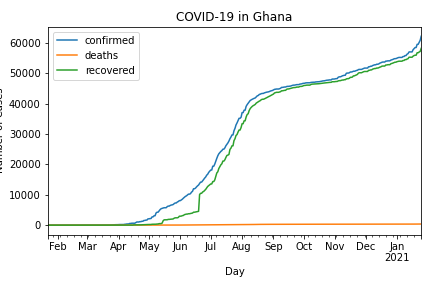 COVID-19 in Ghana
confirmed
deaths
recovered
60000
50000
40000
30000
20000
10000
0
Feb Mar Apr May Jun Jul Aug Sep Oct Nov Dec Jan
2021
Day